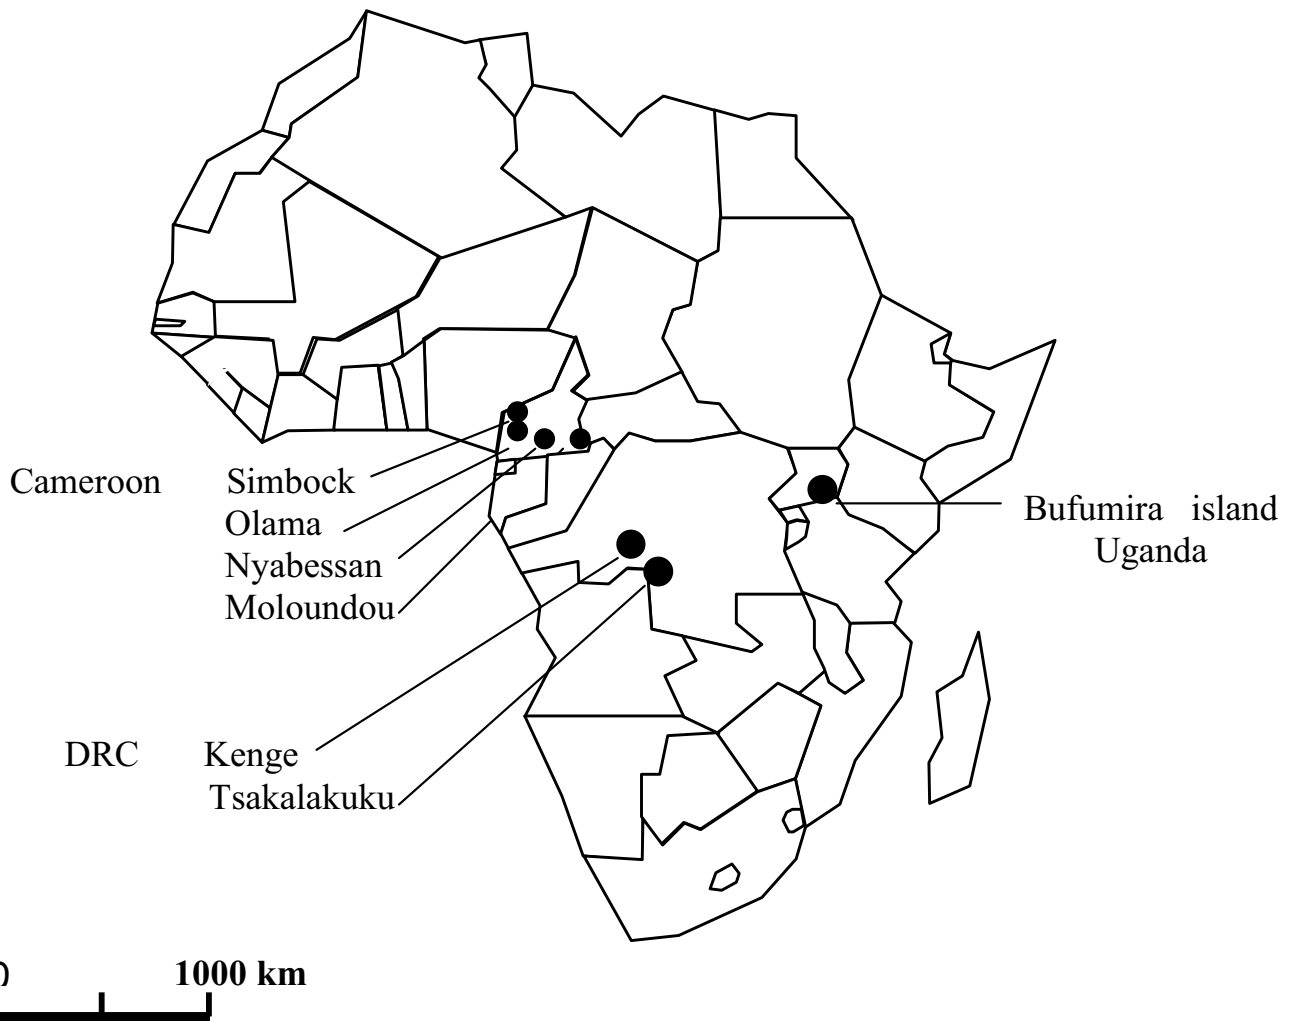 Cameroon Simbock
Olama
Nyabessan
Moloundou
Bufumira island
Uganda
DRC Kenge
Tsakalakuku
1000 km